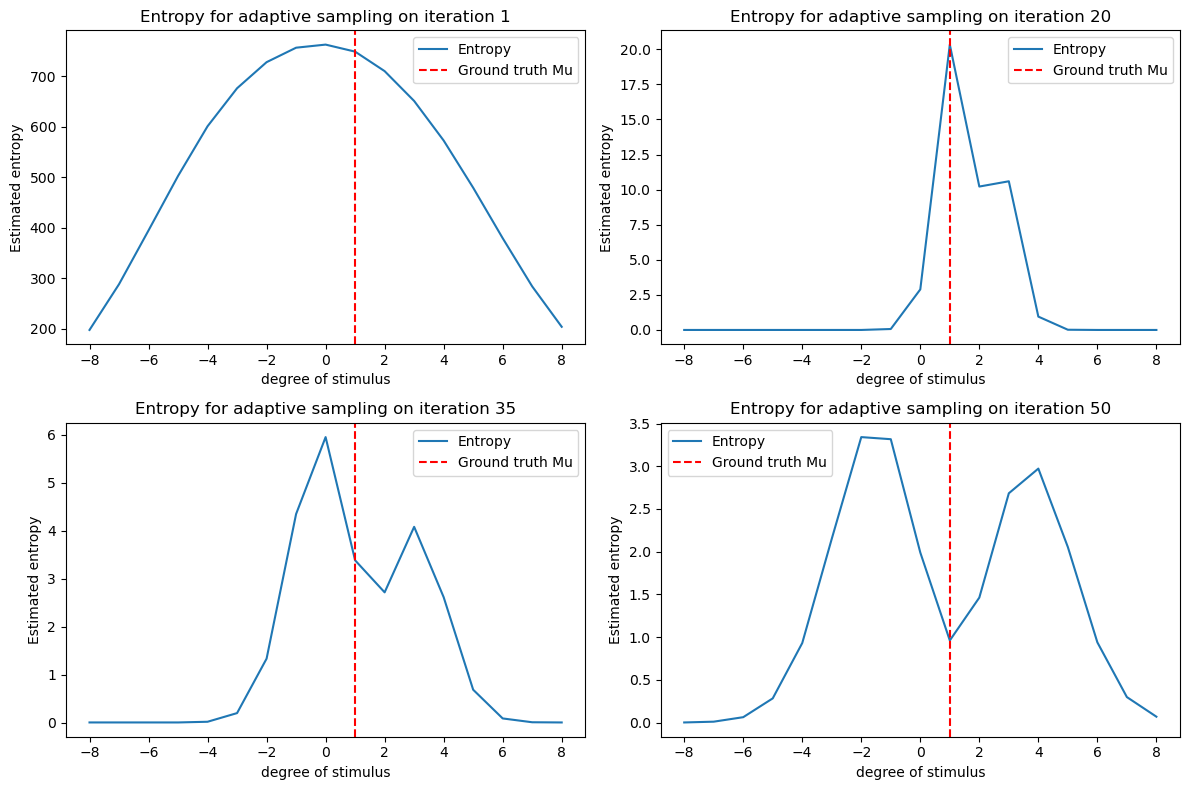 Entropy for adaptive sampling on iteration 1
Estimated entropy
700
600
500
400
300
200
Entropy
Ground truth Mu
−8 −6 −4 −2 0 2 4 6 8
degree of stimulus
Entropy for adaptive sampling on iteration 20
Estimated entropy
20.0
17.5
15.0
12.5
10.0
7.5
5.0
2.5
0.0
Entropy
Ground truth Mu
−8 −6 −4 −2 0 2 4 6 8
degree of stimulus
Entropy for adaptive sampling on iteration 35
Estimated entropy
6
5
4
3
2
1
0
Entropy
Ground truth Mu
−8 −6 −4 −2 0 2 4 6 8
degree of stimulus
Entropy for adaptive sampling on iteration 50
Estimated entropy
3.5
3.0
2.5
2.0
1.5
1.0
0.5
0.0
Entropy
Ground truth Mu
−8 −6 −4 −2 0 2 4 6 8
degree of stimulus